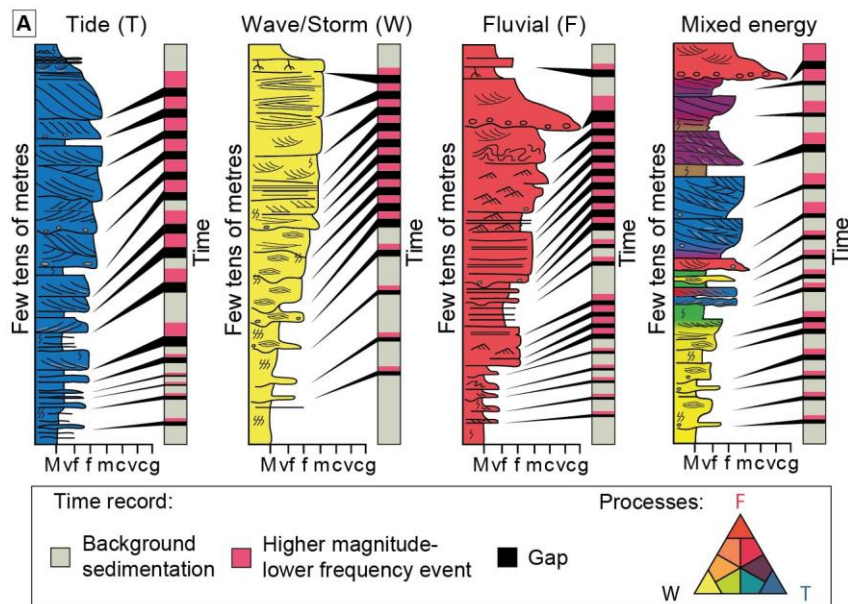 A
Tide (T)
Wave/Storm (W)
Fluvial (F)
Mixed energy
Few tens of metres
Time
Few tens of metres
Time
Few tens of metres
Time
Few tens of metres
Time
M vf f m c vc g
M vf f m c vc g
M vf f m c vc g
M vf f m c vc g
Time record:
Background
sedimentation
Higher magnitude-
lower frequency event
Gap
Processes:
F
W
T